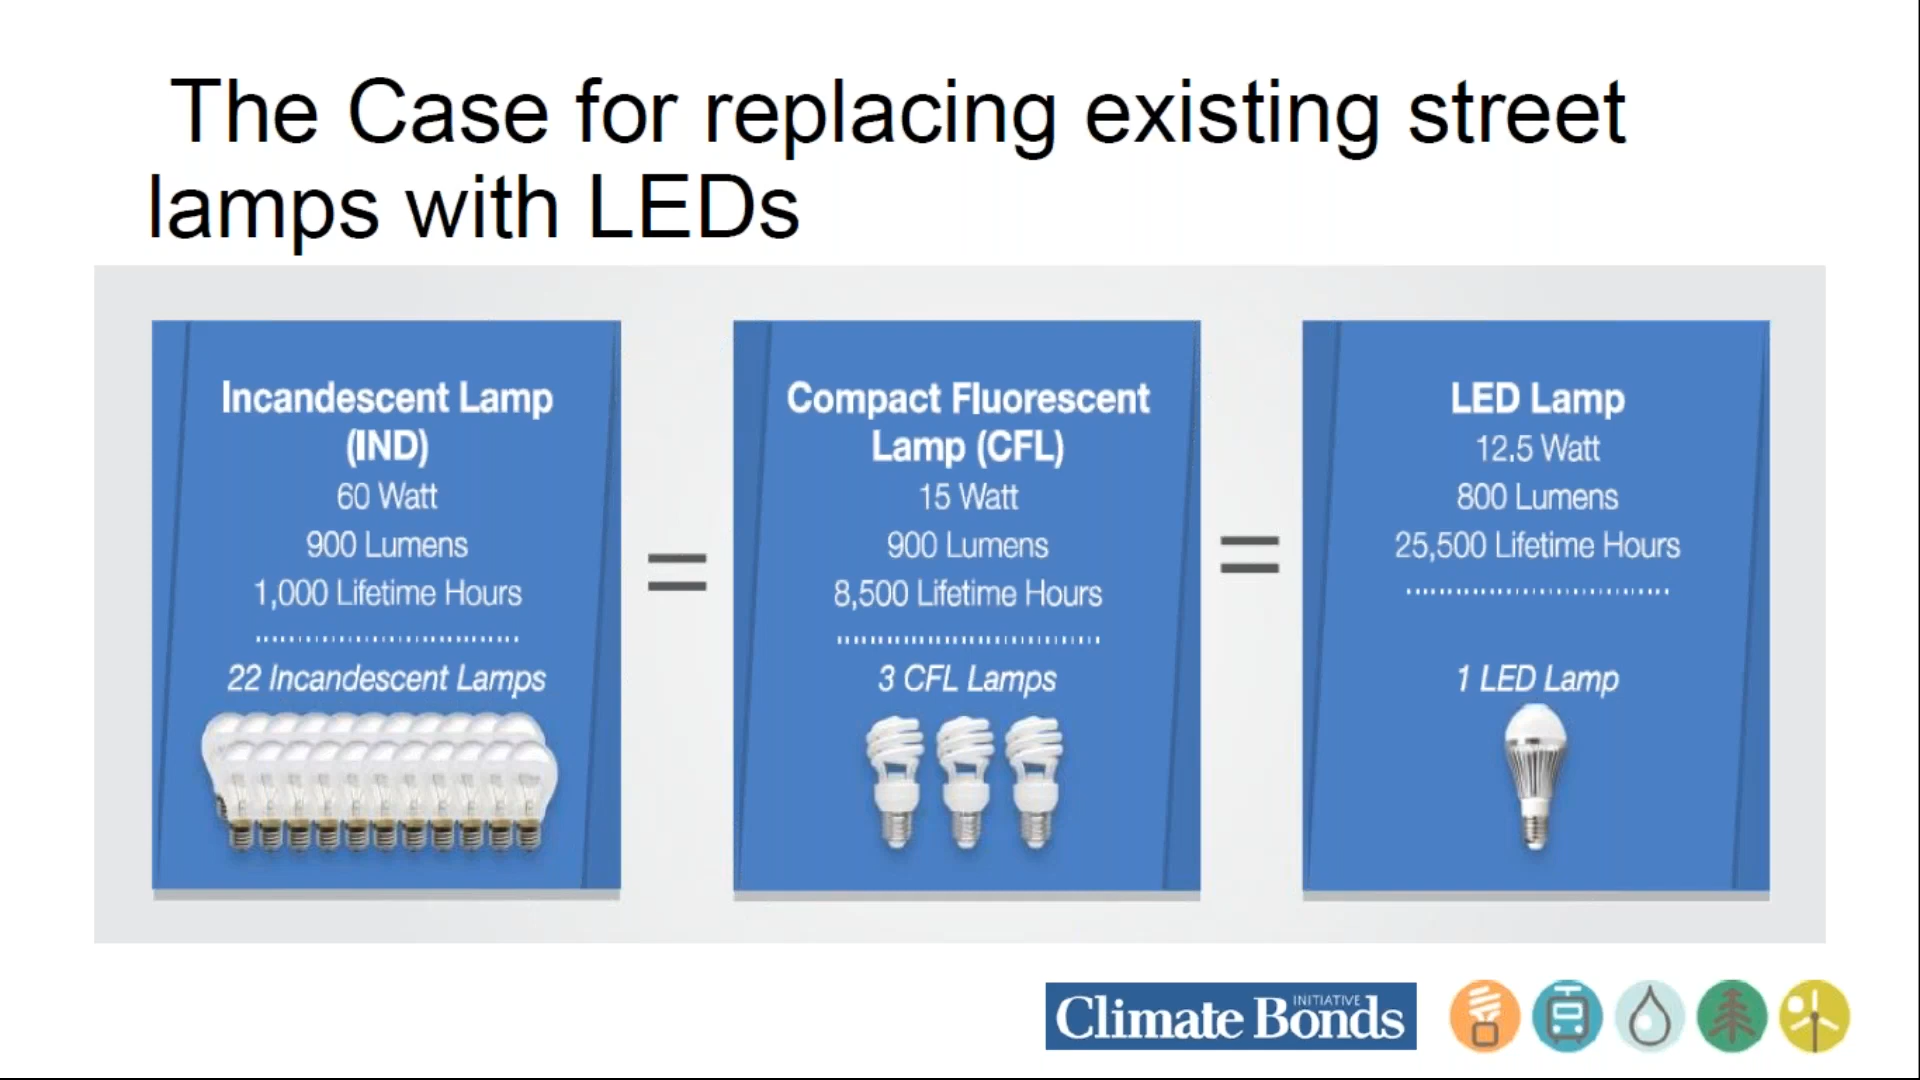 The Case for replacing existing street
lamps with LEDs
Incandescent Lamp
(IND)
60 Watt
900 Lumens
1,000 Lifetime Hours
22 Incandescent Lamps
=
Compact Fluorescent
Lamp (CFL)
15 Watt
900 Lumens
8,500 Lifetime Hours
3 CFL Lamps
=
LED Lamp
12.5 Watt
800 Lumens
25,500 Lifetime Hours
1 LED Lamp
Climate Bonds
INITIATIVE